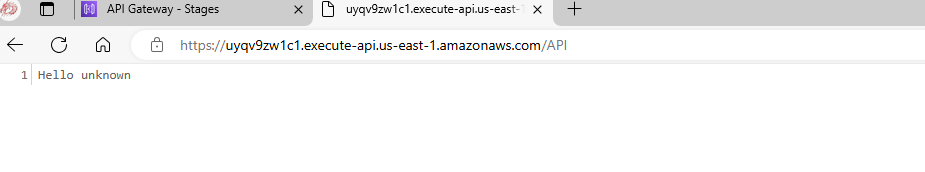 API Gateway - Stages
uyqv9zw1c1.execute-api.us-east-1
https://uyqv9zw1c1.execute-api.us-east-1.amazonaws.com/API
1 Hello unknown